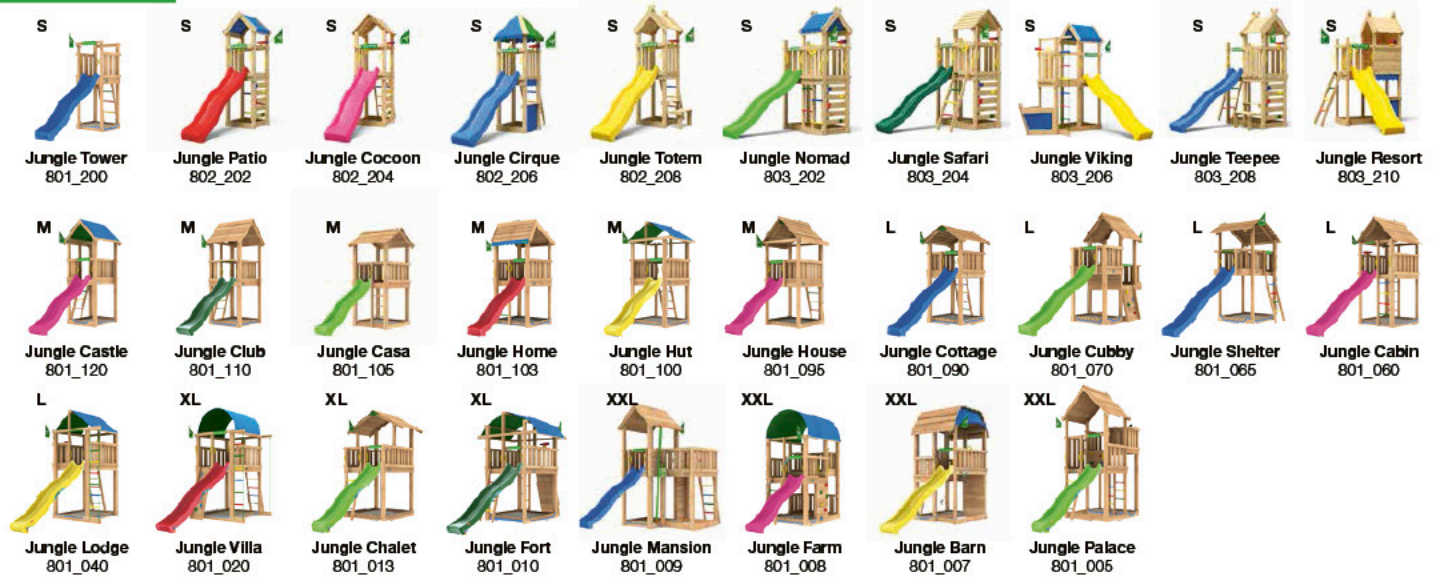 S S S S S S S S S S
Jungle Tower Jungle Patio Jungle Cocoon Jungle Cirque Jungle Totem Jungle Nomad Jungle Safari Jungle Viking Jungle Teepee Jungle Resort
801_200 802_202 802_204 802_206 802_208 803_202 803_204 803_206 803_208 803_210
M M M M M M L L L L
Jungle Castle Jungle Club Jungle Casa Jungle Home Jungle Hut Jungle House Jungle Cottage Jungle Cubby Jungle Shelter Jungle Cabin
801_120 801_110 801_105 801_103 801_100 801_095 801_090 801_070 801_065 801_060
L XL XL XL XXL XXL XXL XXL
Jungle Lodge Jungle Villa Jungle Chalet Jungle Fort Jungle Mansion Jungle Farm Jungle Barn Jungle Palace
801_040 801_020 801_013 801_010 801_009 801_008 801_007 801_005